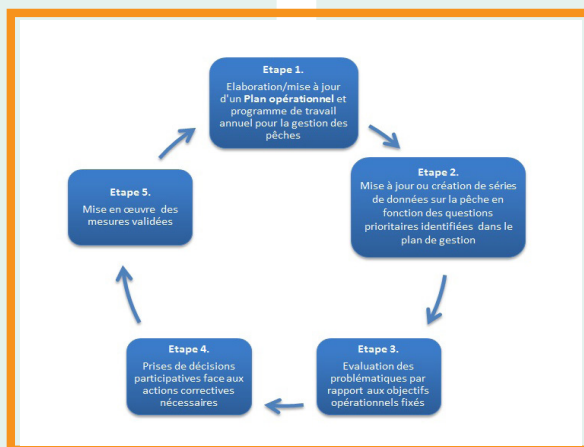 Etape 1.
Elaboration/mise à jour
d'un Plan opérationnel et
programme de travail
annuel pour la gestion des
pêches
Etape 2.
Mise à jour ou création de séries
de données sur la pêche en
fonction des questions
prioritaires identifiées dans le
plan de gestion
Etape 3.
Evaluation des
problématiques par
rapport aux objectifs
opérationnels fixés
Etape 4.
Prises de décisions
participatives face aux
actions correctives
nécessaires
Etape 5.
Mise en œuvre des
mesures validées